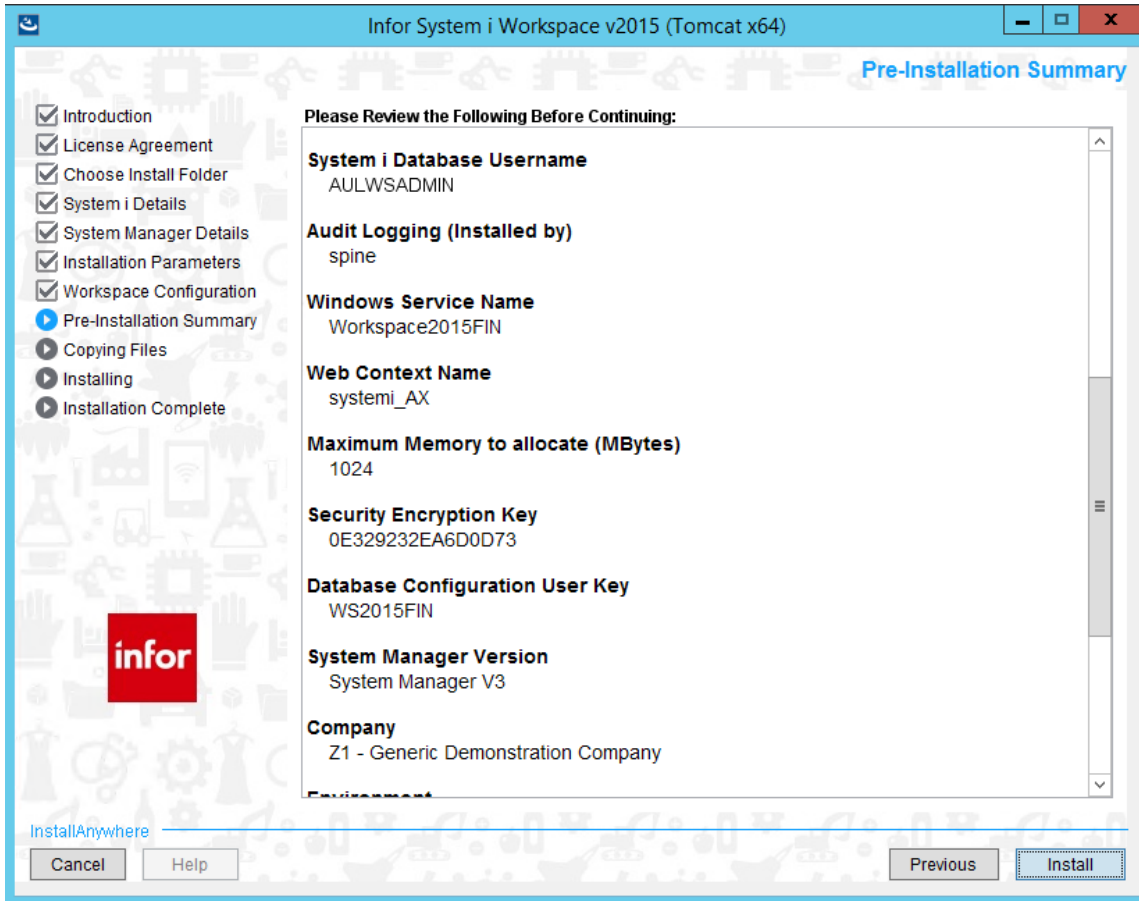 Infor System i Workspace v2015 (Tomcat x64)
Pre-Installation Summary
Introduction
License Agreement
Choose Install Folder
System i Details
System Manager Details
Installation Parameters
Workspace Configuration
Pre-Installation Summary
Copying Files
Installing
Installation Complete
infor
Please Review the Following Before Continuing:
System i Database Username
AULWSADMIN
Audit Logging (Installed by)
spine
Windows Service Name
Workspace2015FIN
Web Context Name
systemi_AX
Maximum Memory to allocate (MBytes)
1024
Security Encryption Key
0E329232EA6D0D73
Database Configuration User Key
WS2015FIN
System Manager Version
System Manager V3
Company
Z1 - Generic Demonstration Company
Environment
InstallAnywhere
Cancel
Help
Previous
Install